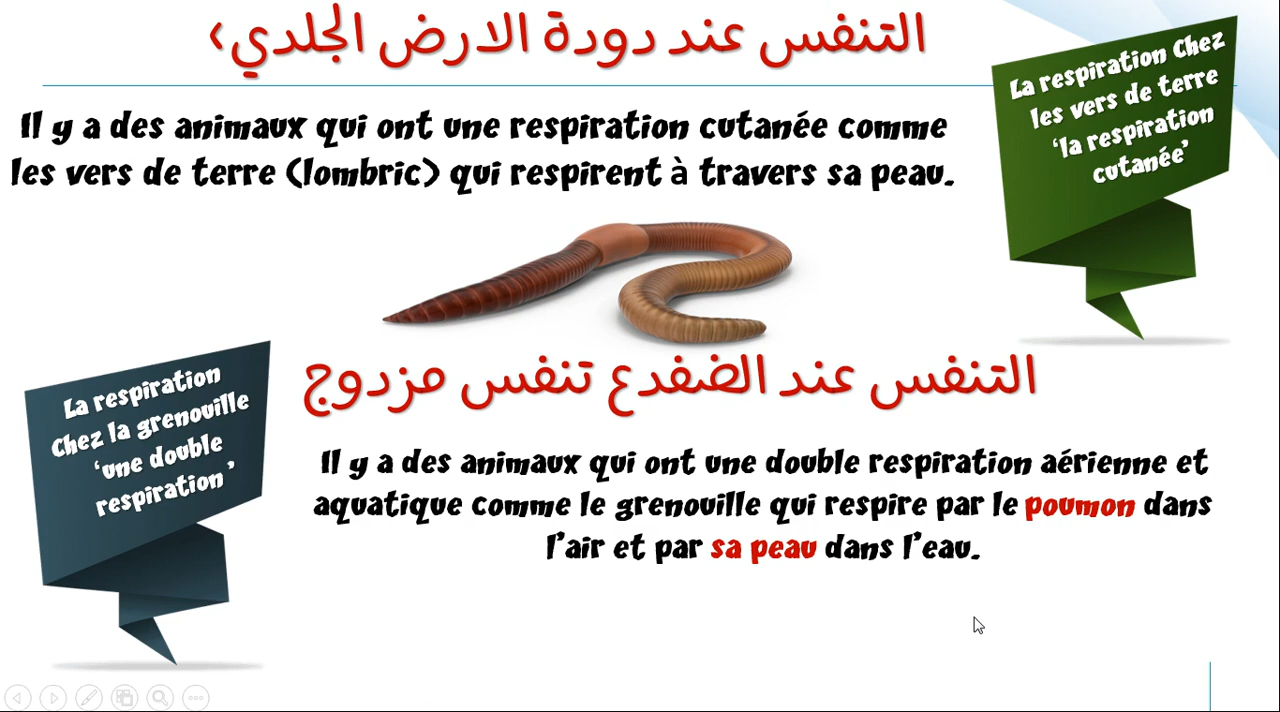 التنفس عند دودة الارض الجلدي›
La respiration Chez
les vers de terre
‘la respiration
cutanée’
Il y a des animaux qui ont une respiration cutanée comme
les vers de terre (lombric) qui respirent à travers sa peau.
التنفس عند الضفدع تنفس مزدوج
La respiration
Chez la grenouille
‘une double
respiration ’
Il y a des animaux qui ont une double respiration aérienne et
aquatique comme le grenouille qui respire par le poumon dans
l’air et par sa peau dans l’eau.